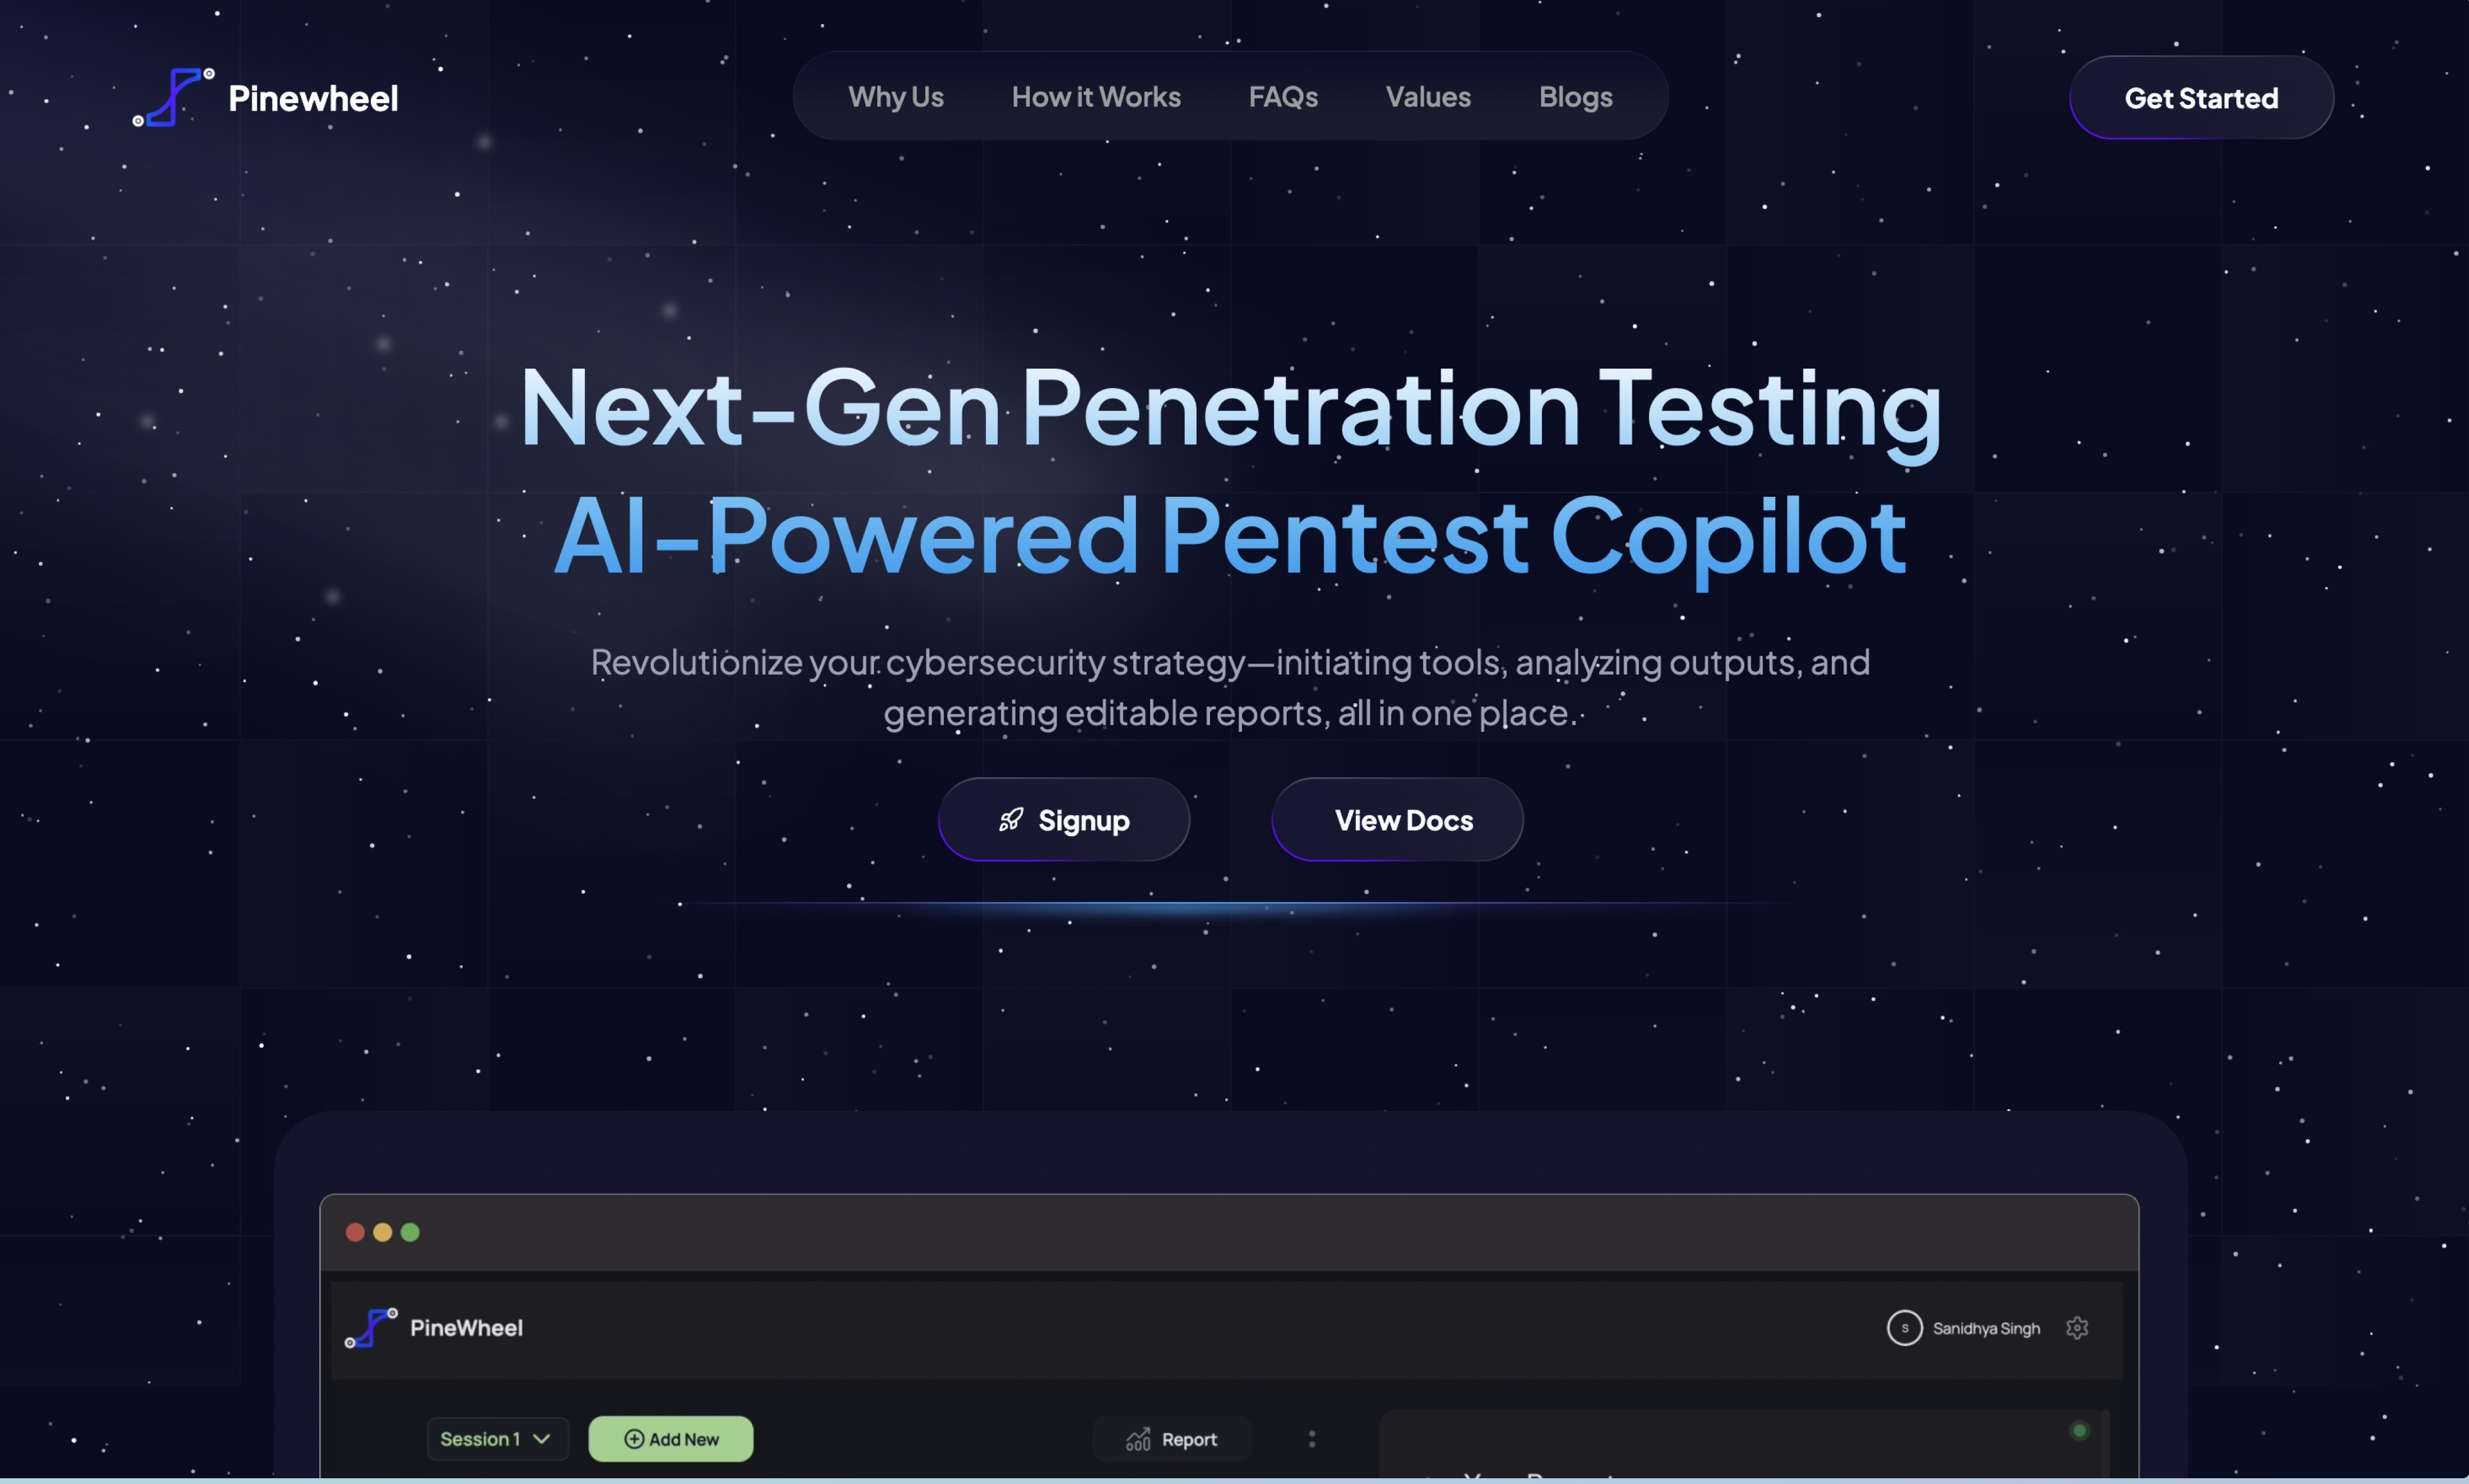 Pinewheel
Why Us
How it Works
FAQs
Values
Blogs
Get Started
Next-Gen Penetration Testing
AI-Powered Pentest Copilot
Revolutionize your cybersecurity strategy—initiating tools, analyzing outputs, and
generating editable reports, all in one place.
Signup
View Docs
PineWheel
S
Sanidhya Singh
Session 1
Add New
Report